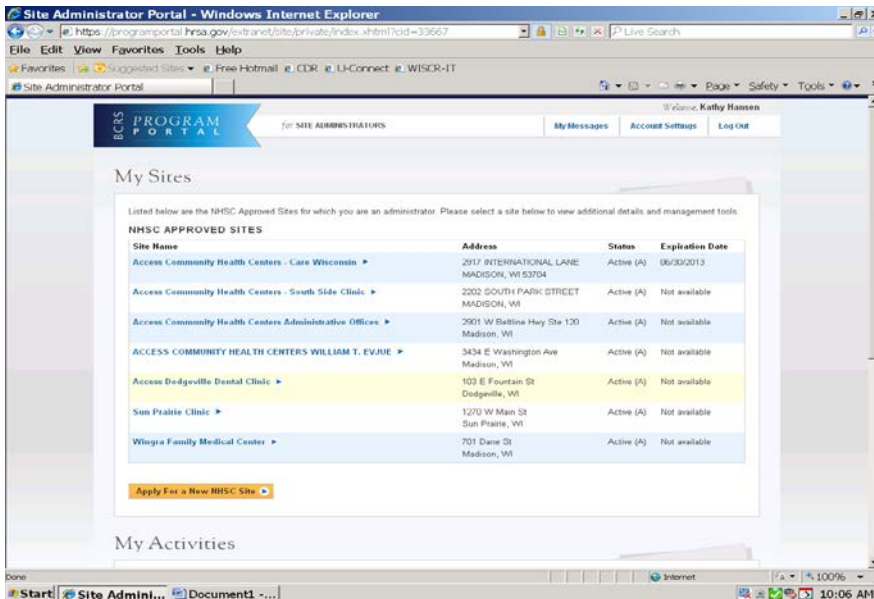 Site Administrator Portal - Windows Internet Explorer
https://programportal.hrsa.gov/extranet/site/private/index.xhtml?cid=33667
Live Search
File Edit View Favorites Tools Help
Favorites Suggested Sites Free Hotmail CDR U-Connect WISCR-IT
Site Administrator Portal
Page Safety Tools
Welcome, Kathy Hansen
BCRS PROGRAM PORTAL
for SITE ADMINISTRATORS
My Messages Account Settings Log Out
My Sites
Listed below are the NHSC Approved Sites for which you are an administrator. Please select a site below to view additional details and management tools.
NHSC APPROVED SITES
Site Name Address Status Expiration Date
Access Community Health Centers - Care Wisconsin 2917 INTERNATIONAL LANE Active (A) 06/30/2013
MADISON, WI 53704
Access Community Health Centers - South Side Clinic 2202 SOUTH PARK STREET Active (A) Not available
MADISON, WI
Access Community Health Centers Administrative Offices 2901 W Beltline Hwy Ste 120 Active (A) Not available
Madison, WI
ACCESS COMMUNITY HEALTH CENTERS WILLIAM T. EVJUE 3434 E Washington Ave Active (A) Not available
Madison, WI
Access Dodgeville Dental Clinic 103 E Fountain St Active (A) Not available
Dodgeville, WI
Sun Prairie Clinic 1270 W Main St Active (A) Not available
Sun Prairie, WI
Wingra Family Medical Center 701 Dane St Active (A) Not available
Madison, WI
Apply For a New NHSC Site
My Activities
Done Internet 100%
Start Site Admini... Document1 -... 10:06 AM